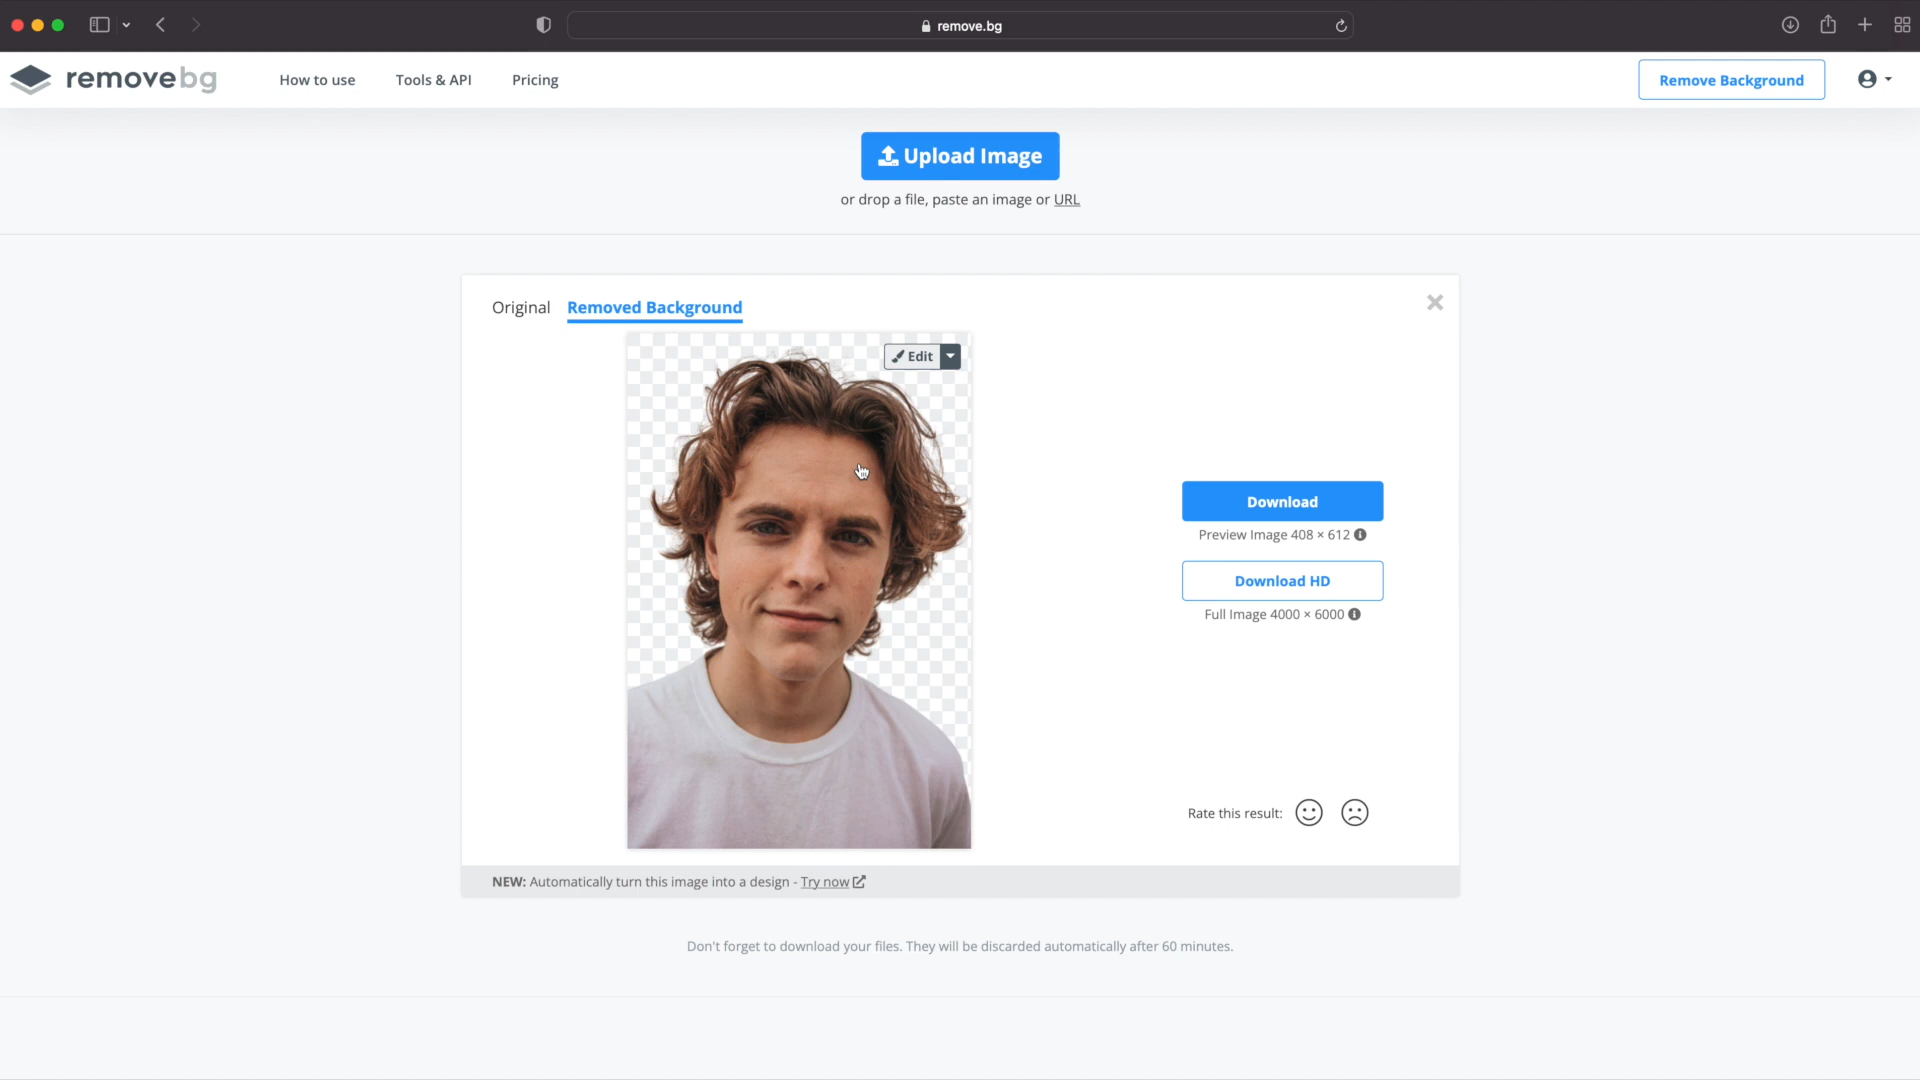 remove.bg
removebg
How to use
Tools & API
Pricing
Remove Background
Upload Image
or drop a file, paste an image or URL
Original
Removed Background
Edit
Download
Preview Image 408 × 612
Download HD
Full Image 4000 × 6000
Rate this result:
NEW: Automatically turn this image into a design - Try now
Don't forget to download your files. They will be discarded automatically after 60 minutes.